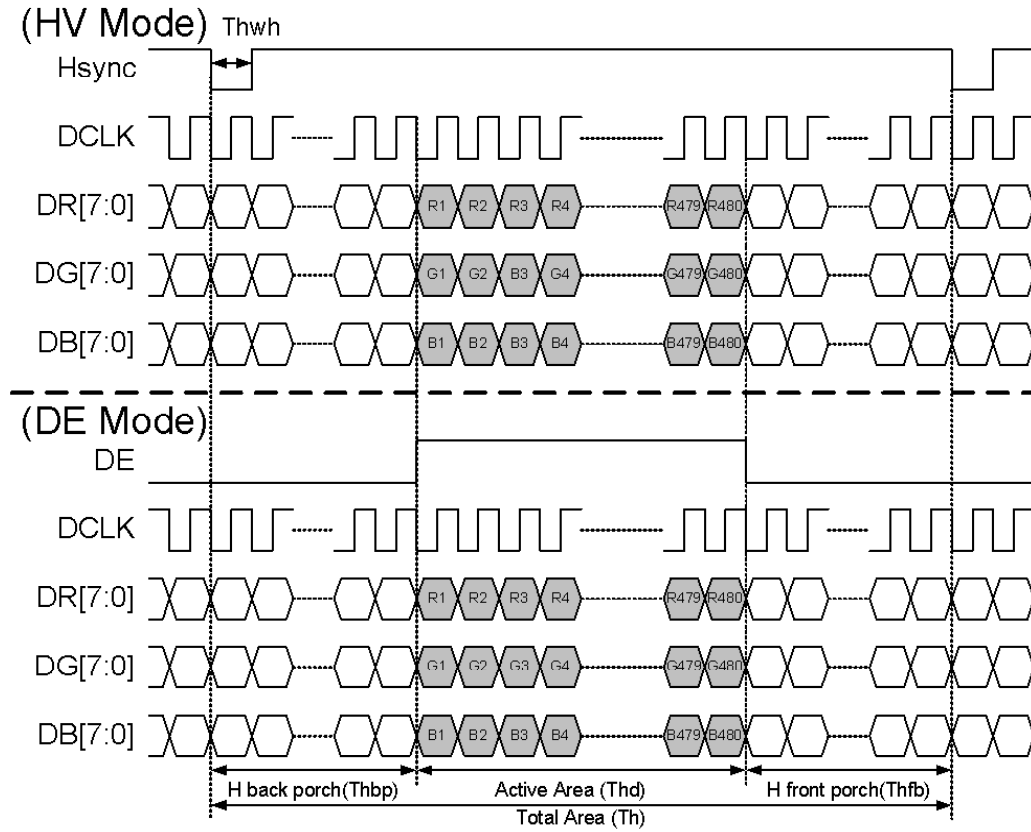 (HV Mode) Thwh
Hsync
DCLK
DR[7:0] R1 R2 R3 R4 R479 R480
DG[7:0] G1 G2 B3 G4 G479 G480
DB[7:0] B1 B2 B3 B4 B479 B480
(DE Mode)
DE
DCLK
DR[7:0] R1 R2 R3 R4 R479 R480
DG[7:0] G1 G2 G3 G4 G479 G480
DB[7:0] B1 B2 B3 B4 B479 B480
H back porch(Thbp) Active Area (Thd) H front porch(Thfb)
Total Area (Th)